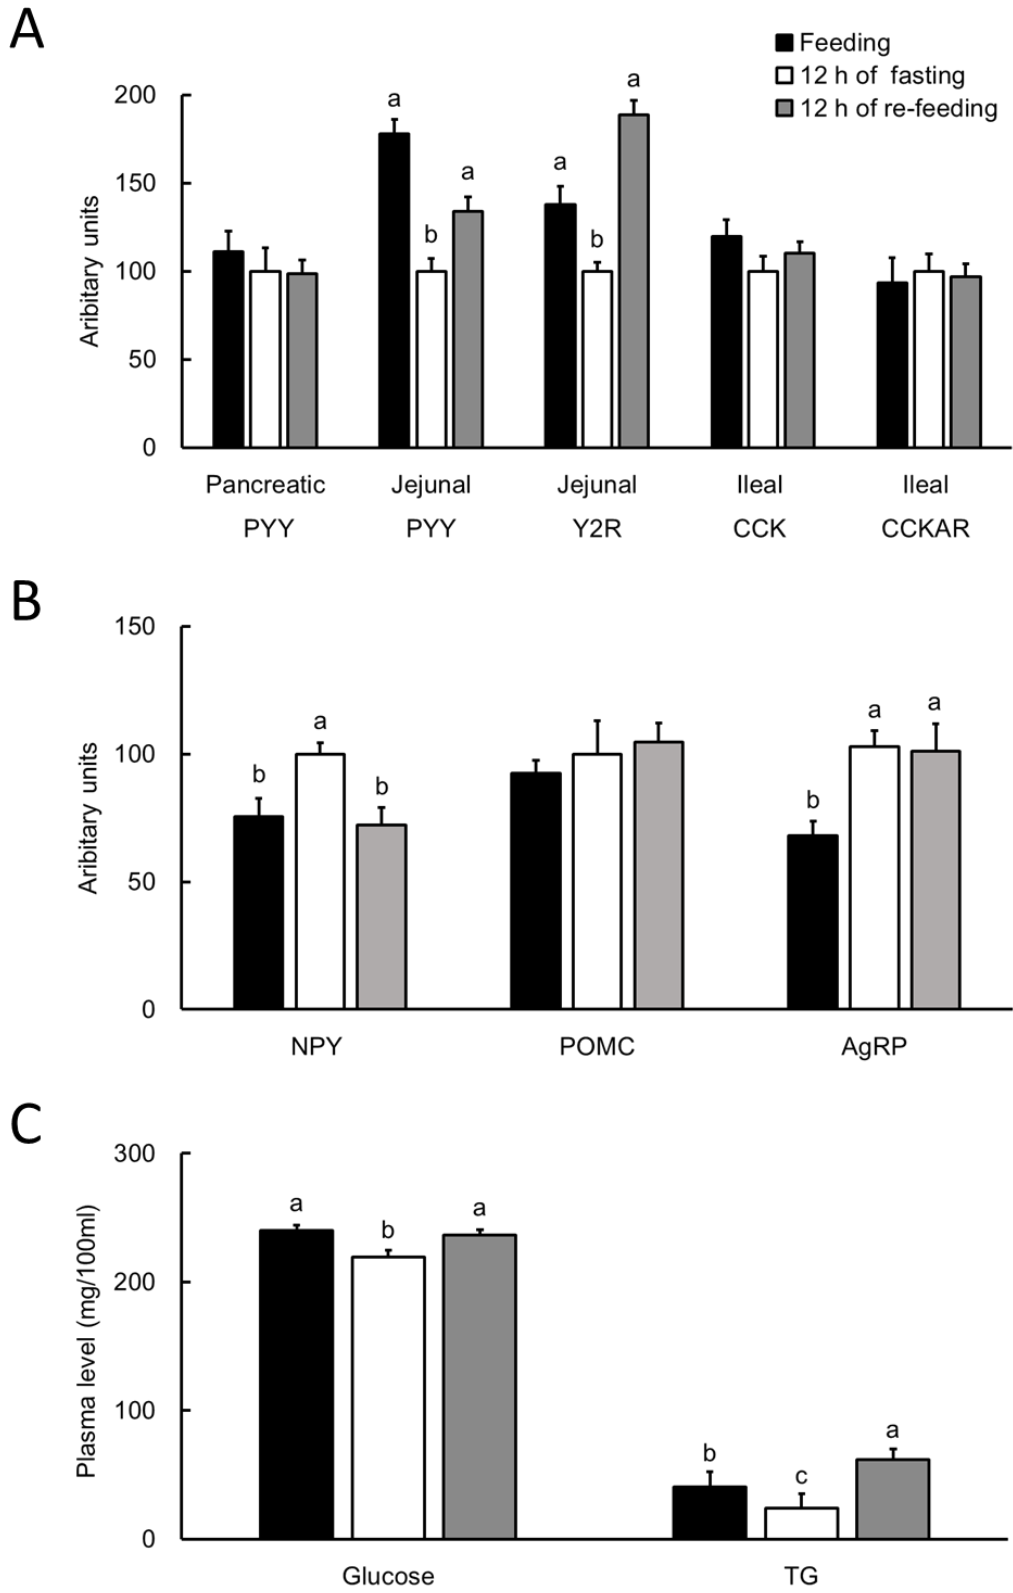 A
Feeding
12 h of fasting
12 h of re-feeding
Aribitary units
200
150
100
50
0
a
b
a
a
b
a
Pancreatic
PYY
Jejunal
PYY
Jejunal
Y2R
Ileal
CCK
Ileal
CCKAR
B
Aribitary units
150
100
50
0
b
a
b
b
a
a
NPY
POMC
AgRP
C
Plasma level (mg/100ml)
300
200
100
0
a
b
a
b
c
a
Glucose
TG